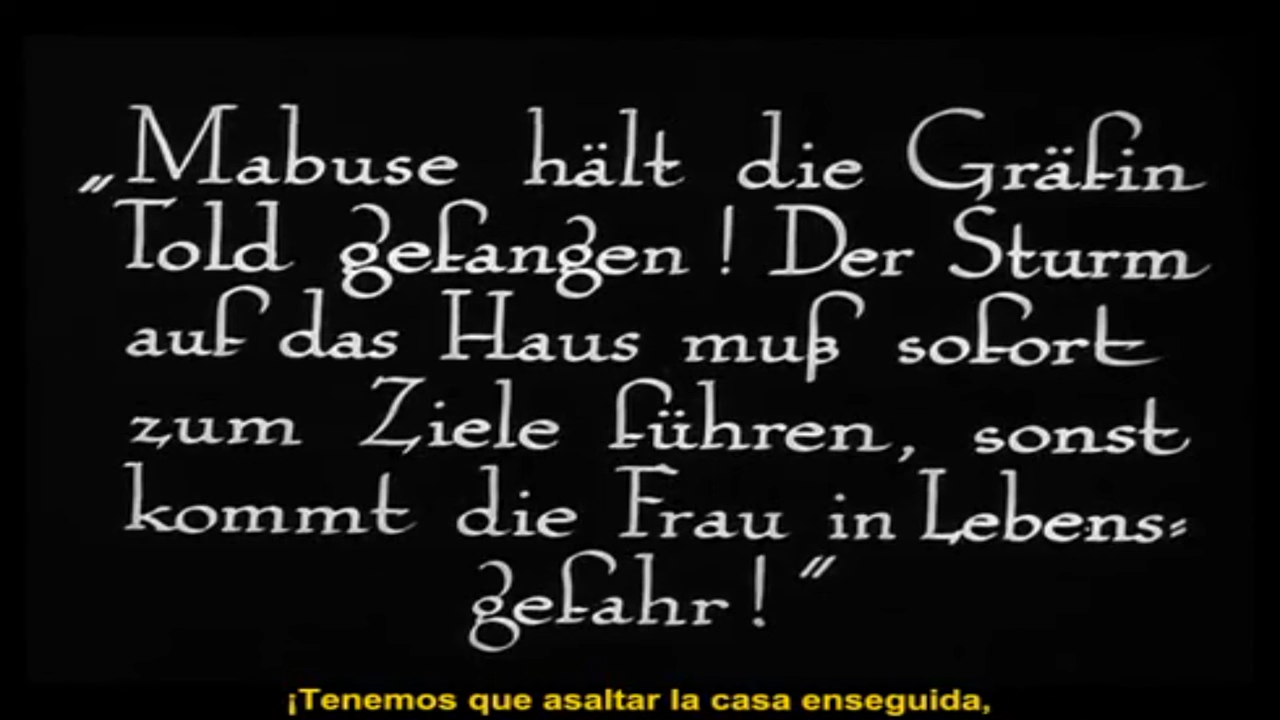 „Mabuse hält die Gräfin
Told gefangen! Der Sturm
auf das Haus muß sofort
zum Ziele führen, sonst
kommt die Frau in Lebens=
gefahr!“
¡Tenemos que asaltar la casa enseguida,